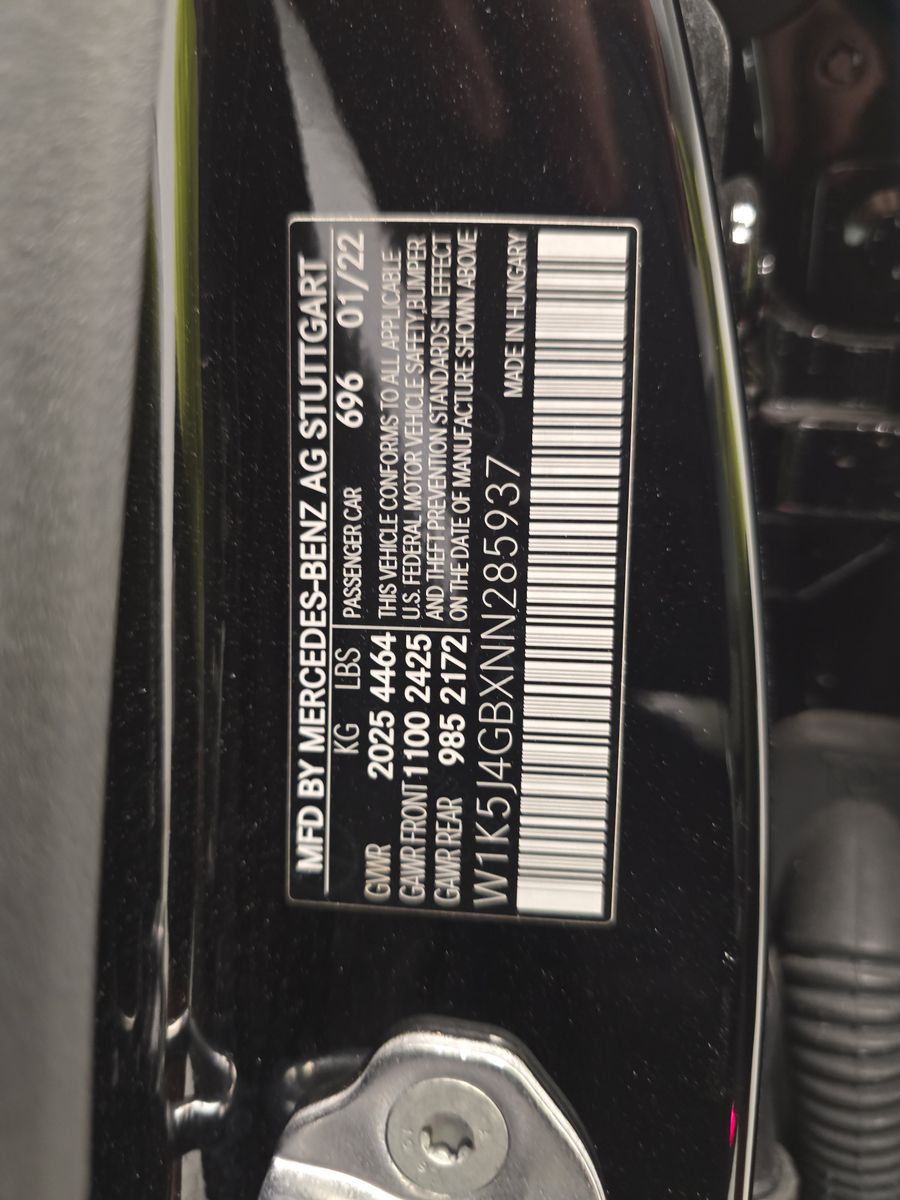 MFD BY MERCEDES-BENZ AG STUTTGART
KG LBS PASSENGER CAR 696 01/22
GVWR 2025 4464 THIS VEHICLE CONFORMS TO ALL APPLICABLE
GAWR FRONT 1100 2425 U.S. FEDERAL MOTOR VEHICLE SAFETY,BUMPER
GAWR REAR 985 2172 AND THEFT PREVENTION STANDARDS IN EFFECT
ON THE DATE OF MANUFACTURE SHOWN ABOVE
W1K5J4GBXNN285937 MADE IN HUNGARY